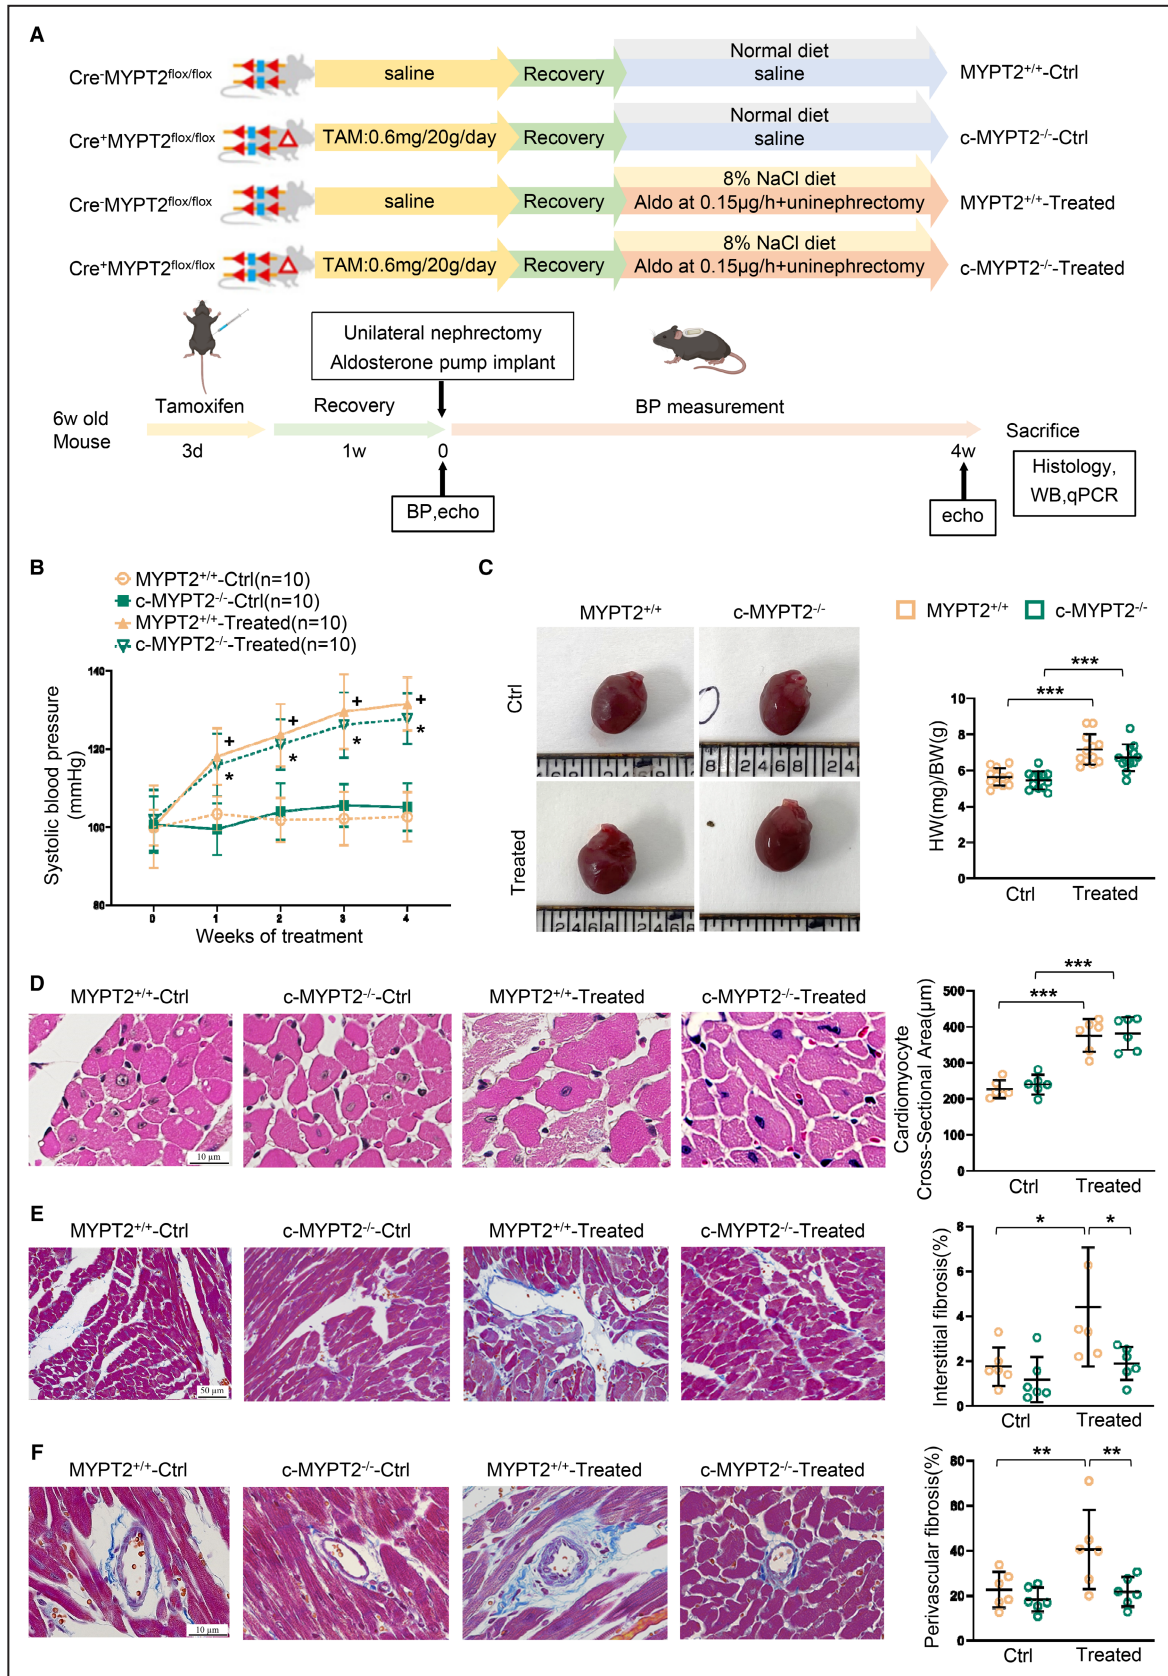 A
Cre⁻MYPT2flox/flox
saline
Recovery
Normal diet
saline
MYPT2+/+-Ctrl
Cre⁺MYPT2flox/flox
TAM:0.6mg/20g/day
Recovery
Normal diet
saline
c-MYPT2-/--Ctrl
Cre⁻MYPT2flox/flox
saline
Recovery
8% NaCl diet
Aldo at 0.15µg/h+uninephrectomy
MYPT2+/+-Treated
Cre⁺MYPT2flox/flox
TAM:0.6mg/20g/day
Recovery
8% NaCl diet
Aldo at 0.15µg/h+uninephrectomy
c-MYPT2-/--Treated
Unilateral nephrectomy
Aldosterone pump implant
6w old
Mouse
Tamoxifen
3d
Recovery
1w
0
BP measurement
4w
Sacrifice
BP,echo
echo
Histology,
WB,qPCR
B
MYPT2+/+-Ctrl(n=10)
c-MYPT2-/--Ctrl(n=10)
MYPT2+/+-Treated(n=10)
c-MYPT2-/--Treated(n=10)
Systolic blood pressure
(mmHg)
140
120
100
80
+ + + +
* * * *
0 1 2 3 4
Weeks of treatment
C
MYPT2+/+
c-MYPT2-/-
Ctrl
Treated
MYPT2+/+
c-MYPT2-/-
HW(mg)/BW(g)
10
8
6
4
2
0
***
***
Ctrl
Treated
D
MYPT2+/+-Ctrl
c-MYPT2-/--Ctrl
MYPT2+/+-Treated
c-MYPT2-/--Treated
10 µm
Cardiomyocyte
Cross-Sectional Area(µm)
500
400
300
200
100
0
***
***
Ctrl
Treated
E
MYPT2+/+-Ctrl
c-MYPT2-/--Ctrl
MYPT2+/+-Treated
c-MYPT2-/--Treated
50 µm
Interstitial fibrosis(%)
8
6
4
2
0
*
*
Ctrl
Treated
F
MYPT2+/+-Ctrl
c-MYPT2-/--Ctrl
MYPT2+/+-Treated
c-MYPT2-/--Treated
10 µm
Perivascular fibrosis(%)
80
60
40
20
0
**
**
Ctrl
Treated